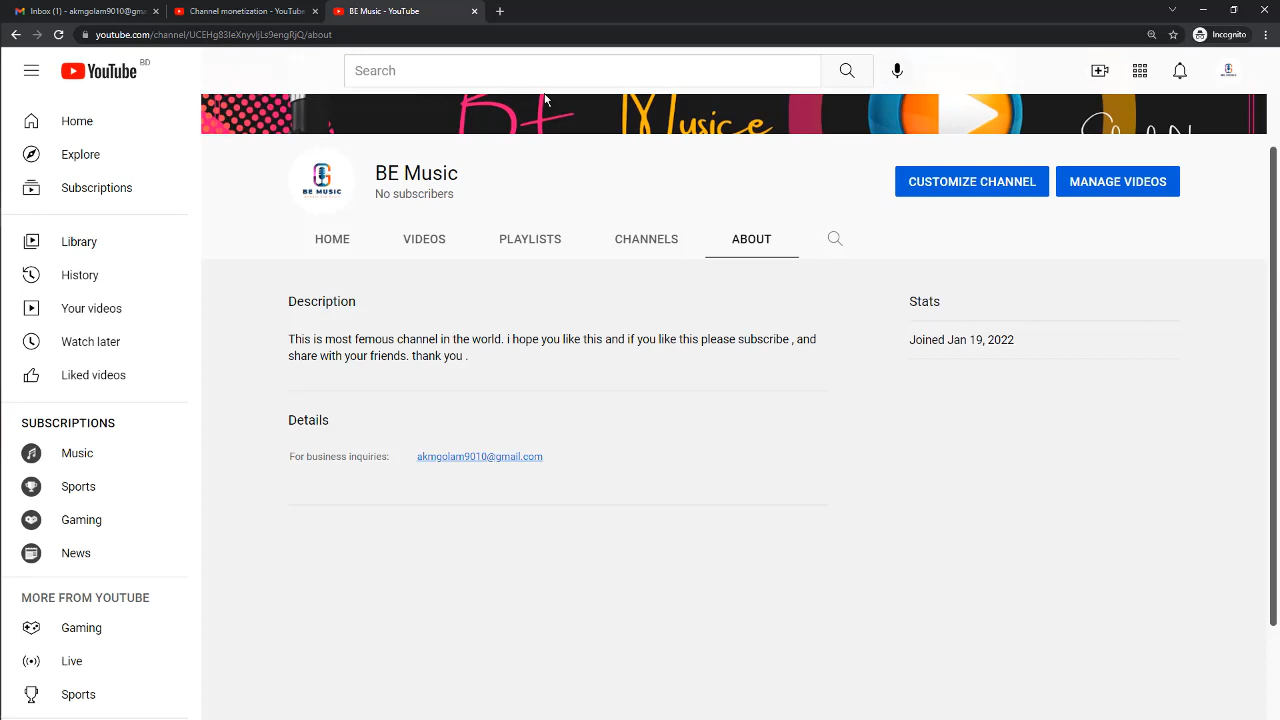 Inbox (1) - akmgolam9010@gma
Channel monetization - YouTube
BE Music - YouTube
youtube.com/channel/UCEHg83IeXnyvIjLs9engRjQ/about
Incognito
YouTube BD
Search
Home
Explore
Subscriptions
Library
History
Your videos
Watch later
Liked videos
SUBSCRIPTIONS
Music
Sports
Gaming
News
MORE FROM YOUTUBE
Gaming
Live
Sports
Musice
BE MUSIC
BE Music
No subscribers
CUSTOMIZE CHANNEL
MANAGE VIDEOS
HOME
VIDEOS
PLAYLISTS
CHANNELS
ABOUT
Description
This is most femous channel in the world. i hope you like this and if you like this please subscribe , and
share with your friends. thank you .
Details
For business inquiries: akmgolam9010@gmail.com
Stats
Joined Jan 19, 2022